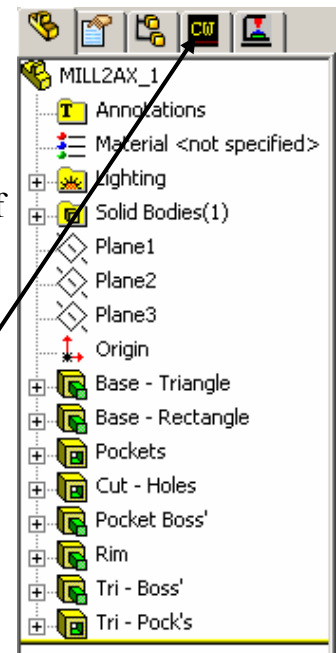 CW
MILL2AX_1
Annotations
Material <not specified>
Lighting
f
Solid Bodies(1)
Plane1
Plane2
Plane3
Origin
Base - Triangle
Base - Rectangle
Pockets
Cut - Holes
Pocket Boss'
Rim
Tri - Boss'
Tri - Pock's